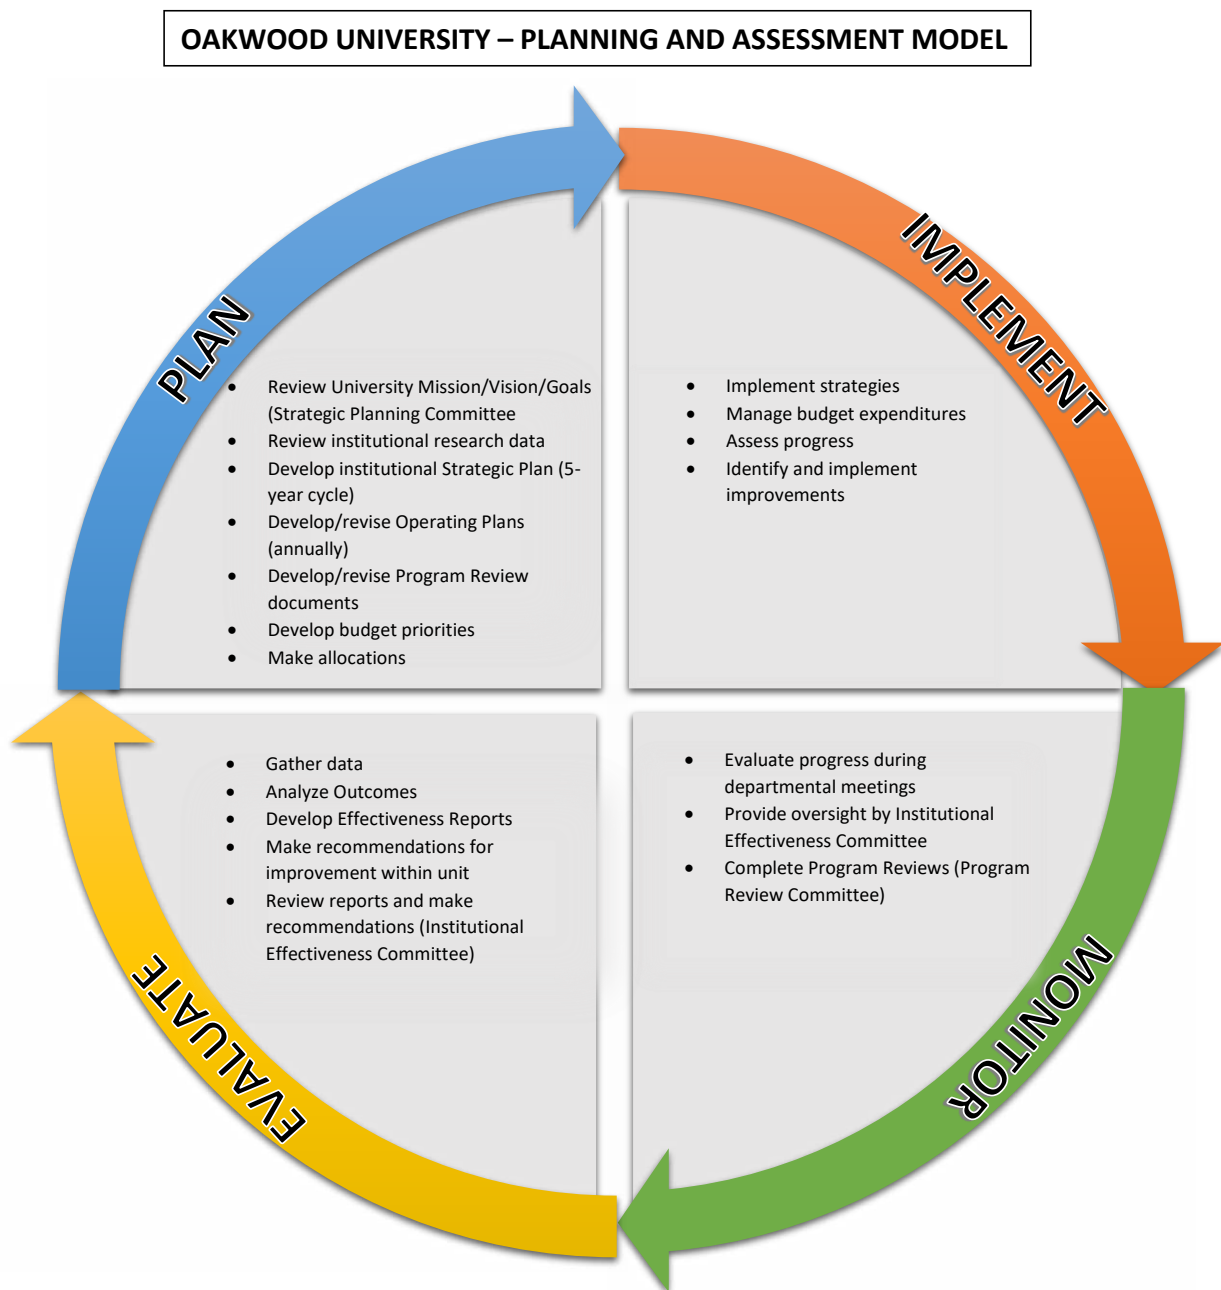 OAKWOOD UNIVERSITY – PLANNING AND ASSESSMENT MODEL
PLAN
• Review University Mission/Vision/Goals
(Strategic Planning Committee
• Review institutional research data
• Develop institutional Strategic Plan (5-
year cycle)
• Develop/revise Operating Plans
(annually)
• Develop/revise Program Review
documents
• Develop budget priorities
• Make allocations
IMPLEMENT
• Implement strategies
• Manage budget expenditures
• Assess progress
• Identify and implement
improvements
MONITOR
• Evaluate progress during
departmental meetings
• Provide oversight by Institutional
Effectiveness Committee
• Complete Program Reviews (Program
Review Committee)
EVALUATE
• Gather data
• Analyze Outcomes
• Develop Effectiveness Reports
• Make recommendations for
improvement within unit
• Review reports and make
recommendations (Institutional
Effectiveness Committee)